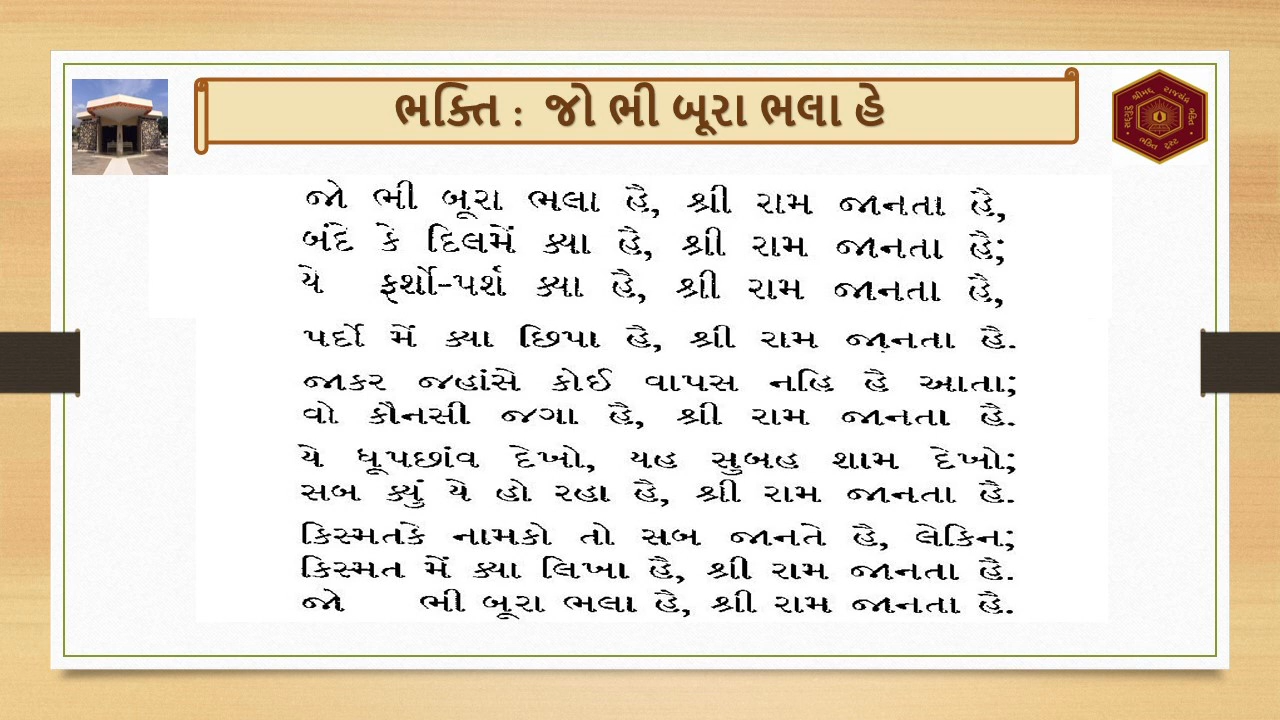 ભક્તિ : જો ભી બૂરા ભલા હે
જો ભી બૂરા ભલા હૈ, શ્રી રામ જાનતા હૈ,
બંદે કે દિલમેં ક્યા હૈ, શ્રી રામ જાનતા હૈ;
યે ફર્શો-પર્શ ક્યા હૈ, શ્રી રામ જાનતા હૈ,
પર્દો મેં ક્યા છિપા હૈ, શ્રી રામ જાનતા હૈ.
જાકર જહાંસે કોઈ વાપસ નહિ હૈ આતા;
વો કૌનસી જગા હૈ, શ્રી રામ જાનતા હૈ.
યે ધૂપછાંવ દેખો, યહ સુબહ શામ દેખો;
સબ ક્યું યે હો રહા હૈ, શ્રી રામ જાનતા હૈ.
કિસ્મતકે નામકો તો સબ જાનતે હૈ, લેકિન;
કિસ્મત મેં ક્યા લિખા હૈ, શ્રી રામ જાનતા હૈ.
જો ભી બૂરા ભલા હૈ, શ્રી રામ જાનતા હૈ.